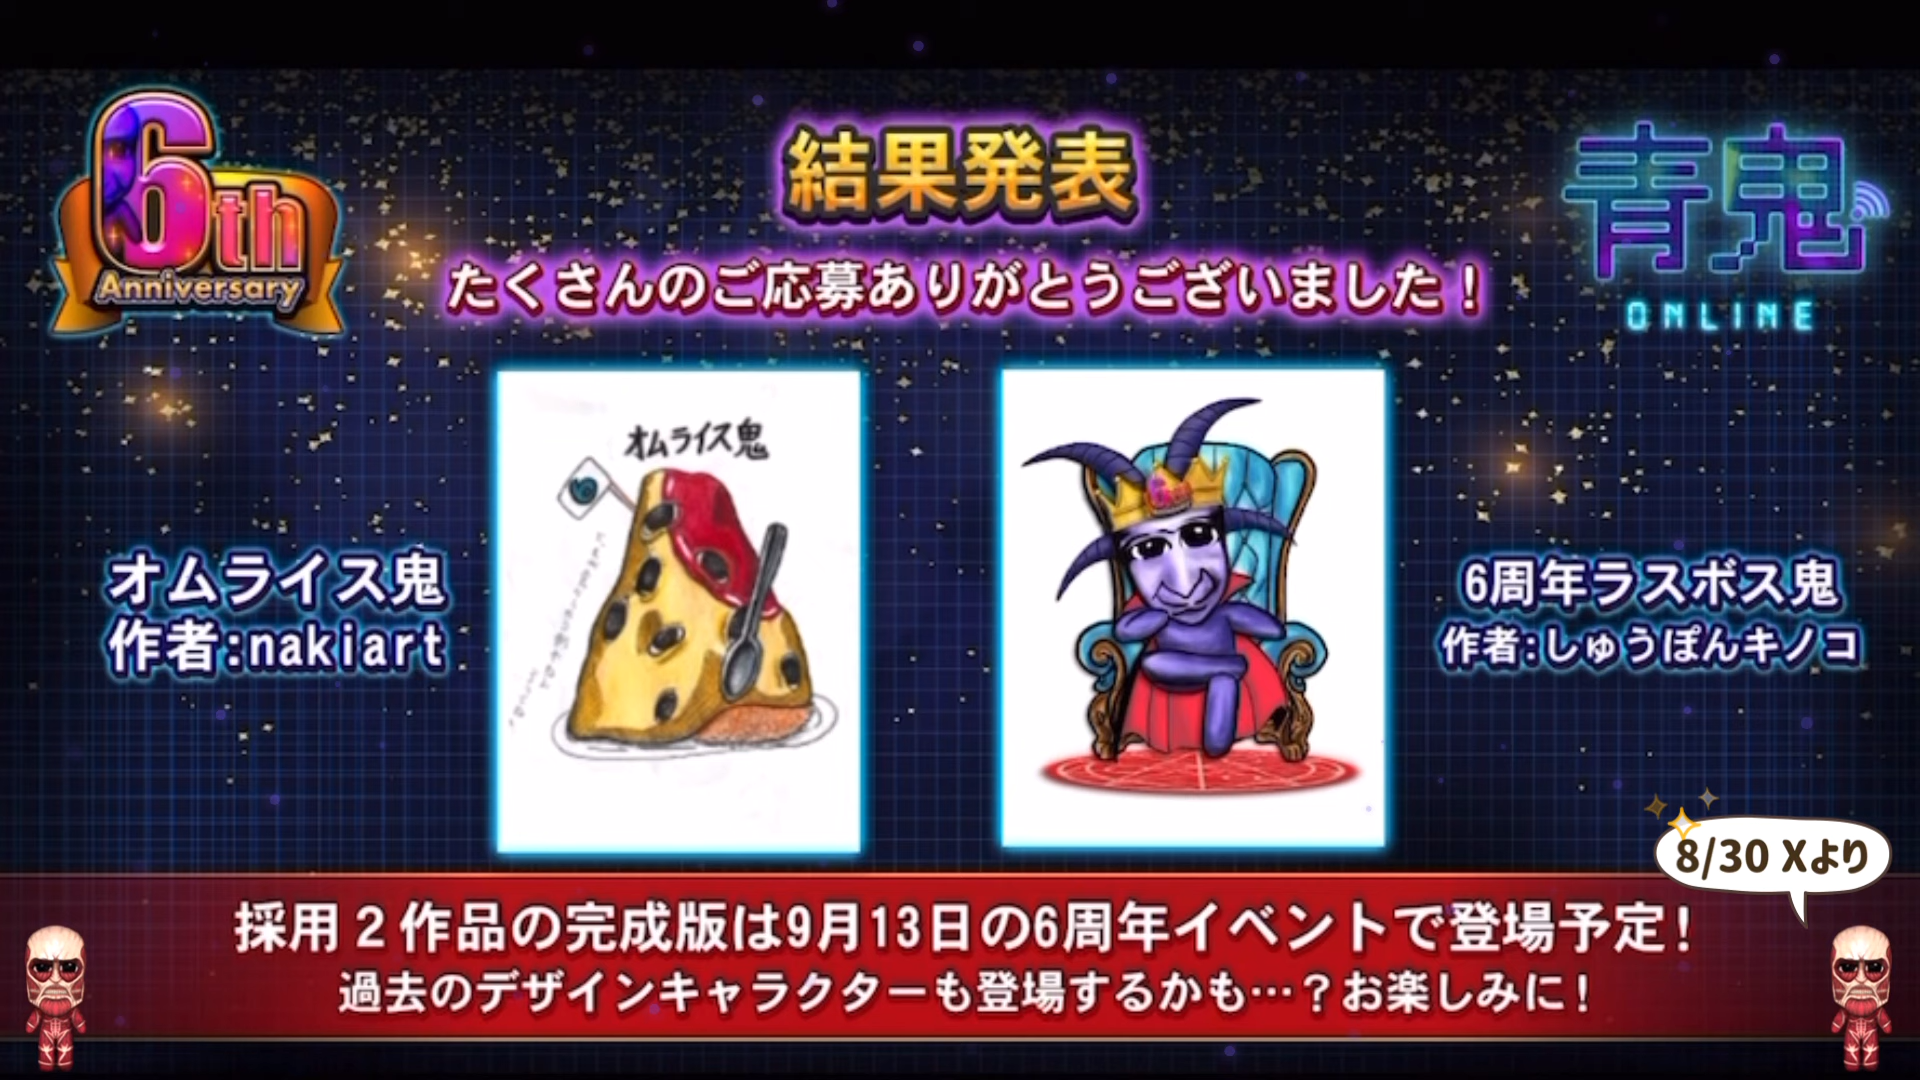 6th
Anniversary
結果発表
青鬼
ONLINE
たくさんのご応募ありがとうございました！
オムライス鬼
オムライス鬼
作者:nakiart
6周年ラスボス鬼
作者:しゅうぽんキノコ
8/30 Xより
採用２作品の完成版は9月13日の6周年イベントで登場予定！
過去のデザインキャラクターも登場するかも…？お楽しみに！